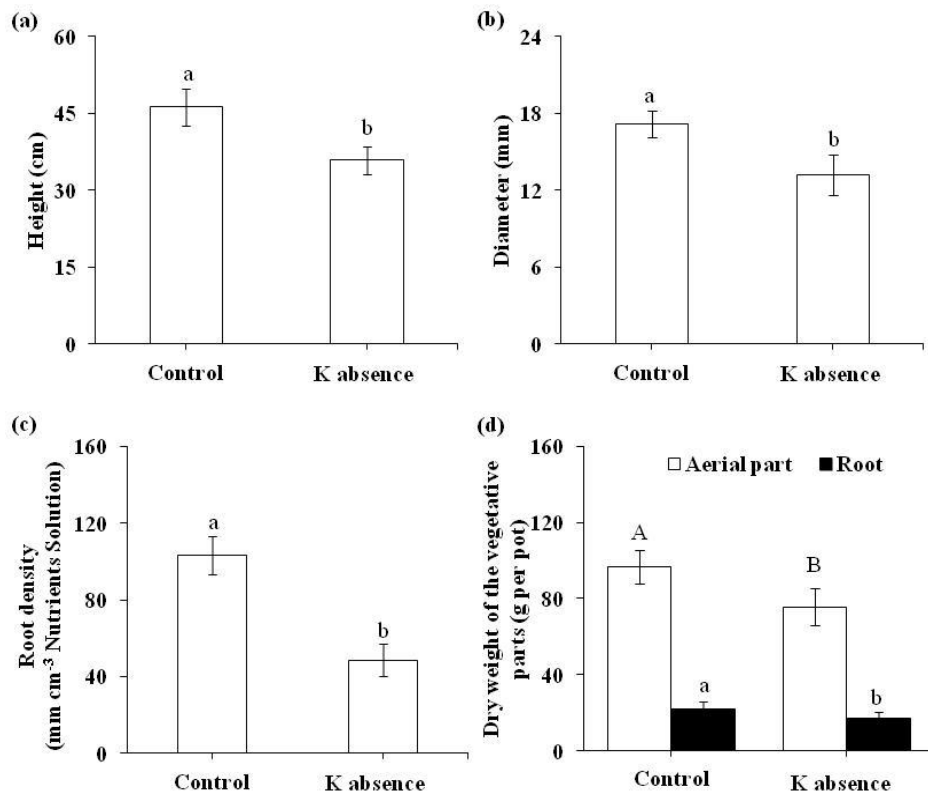 (a)
60
45
30
15
0
Height (cm)
a
b
Control K absence
(b)
24
18
12
6
0
Diameter (mm)
a
b
Control K absence
(c)
160
120
80
40
0
Root density
(mm cm⁻³ Nutrients Solution)
a
b
Control K absence
(d)
160
120
80
40
0
Dry weight of the vegetative
parts (g per pot)
Aerial part Root
A
B
a
b
Control K absence